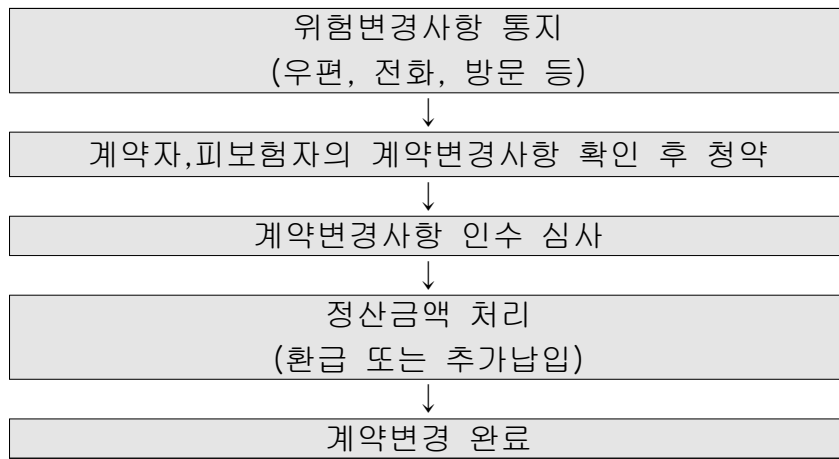 위험변경사항 통지
(우편, 전화, 방문 등)
↓
계약자,피보험자의 계약변경사항 확인 후 청약
↓
계약변경사항 인수 심사
↓
정산금액 처리
(환급 또는 추가납입)
↓
계약변경 완료